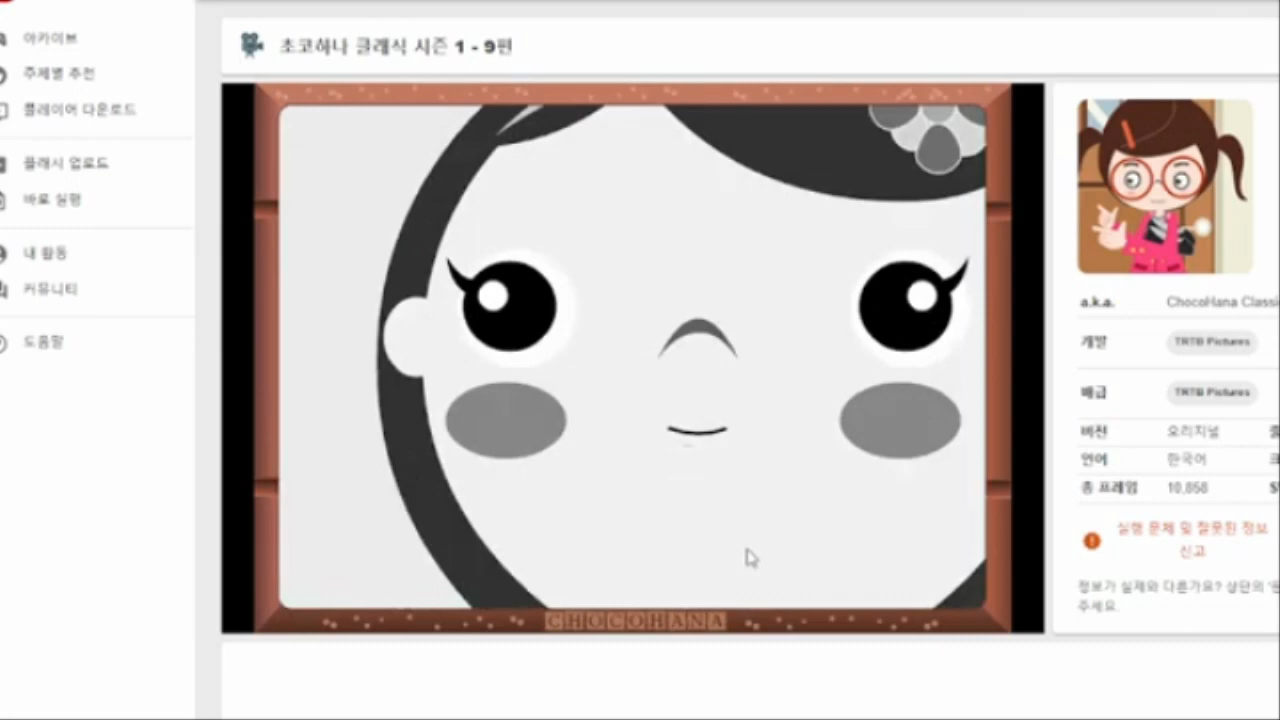 아카이브
주제별 추천
플레이어 다운로드
플래시 업로드
바로 실행
내 활동
커뮤니티
도움말
초코하나 클래식 시즌 1 - 9편
CHOCOHANA
a.k.a. ChocoHana Classi
개발 TRTB Pictures
배급 TRTB Pictures
버전 오리지널
언어 한국어
총 프레임 10,858
실행 문제 및 잘못된 정보
신고
정보가 실제와 다른가요? 상단의
주세요.